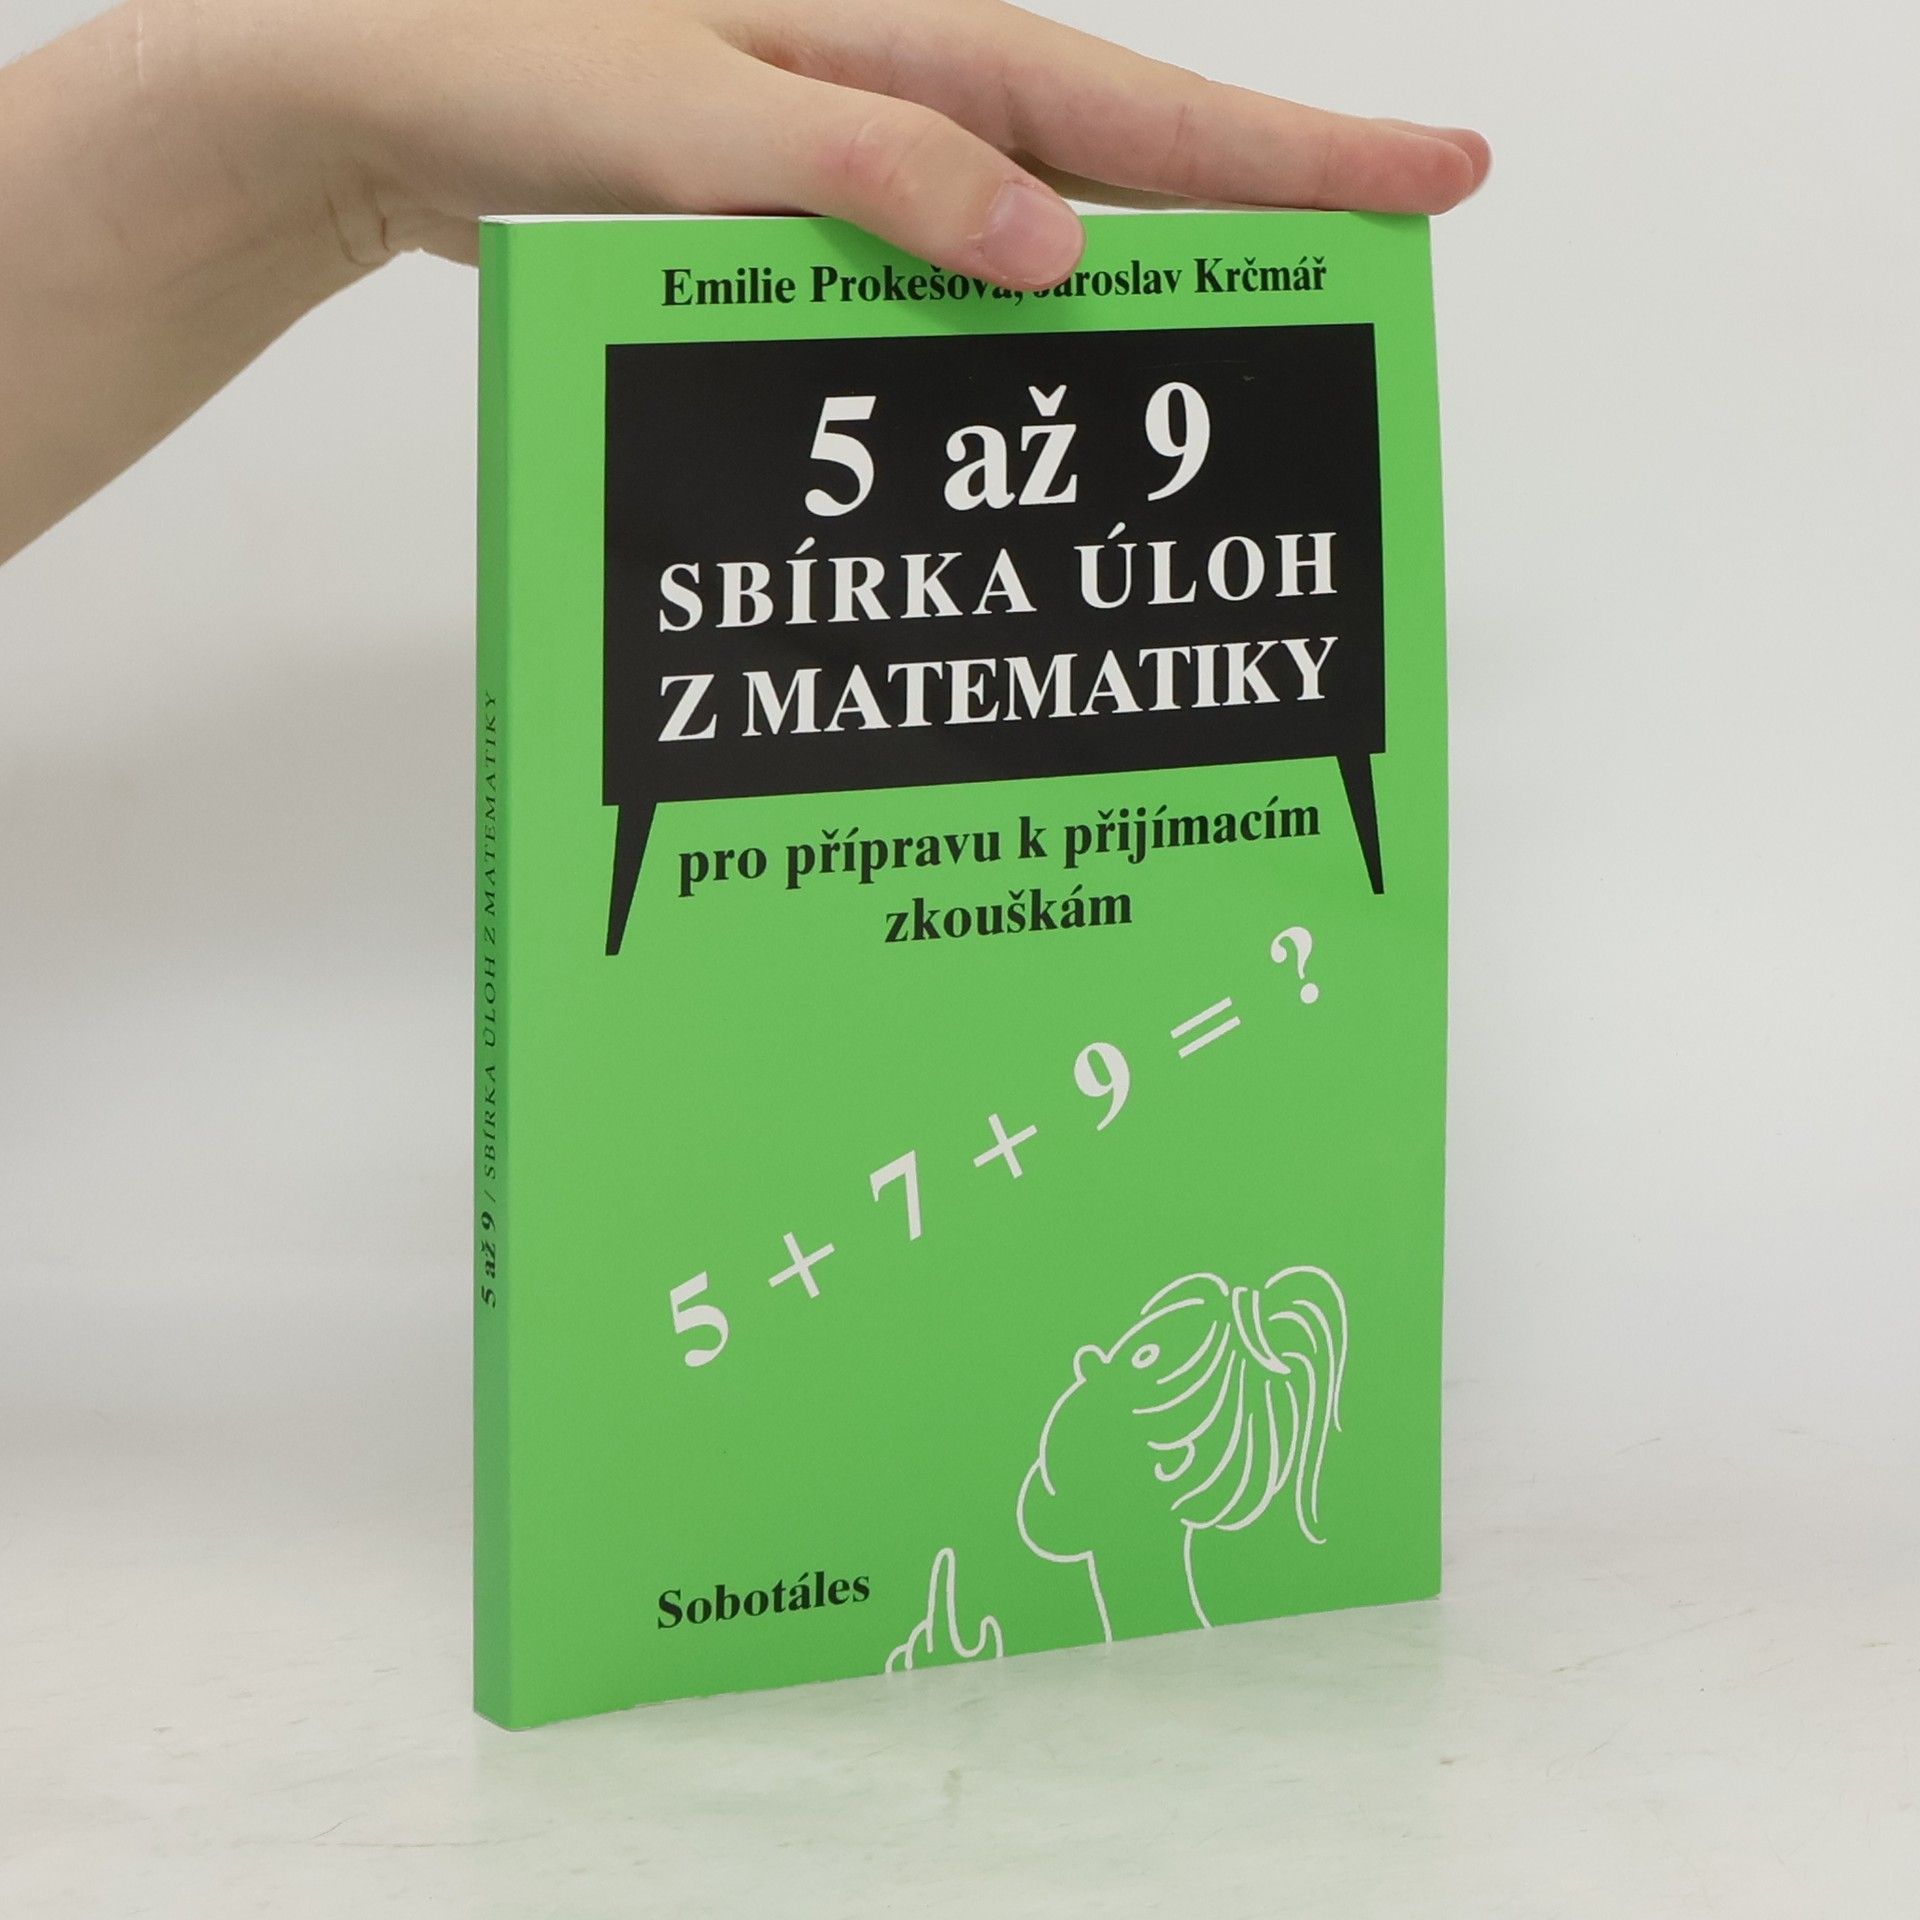 Emilie Prokešová, Jaroslav Krčmář
5 až 9
SBÍRKA ÚLOH
Z MATEMATIKY
pro přípravu k přijímacím
zkouškám
5 + 7 + 9 = ?
Sobotáles
5 až 9 / SBÍRKA ÚLOH Z MATEMATIKY